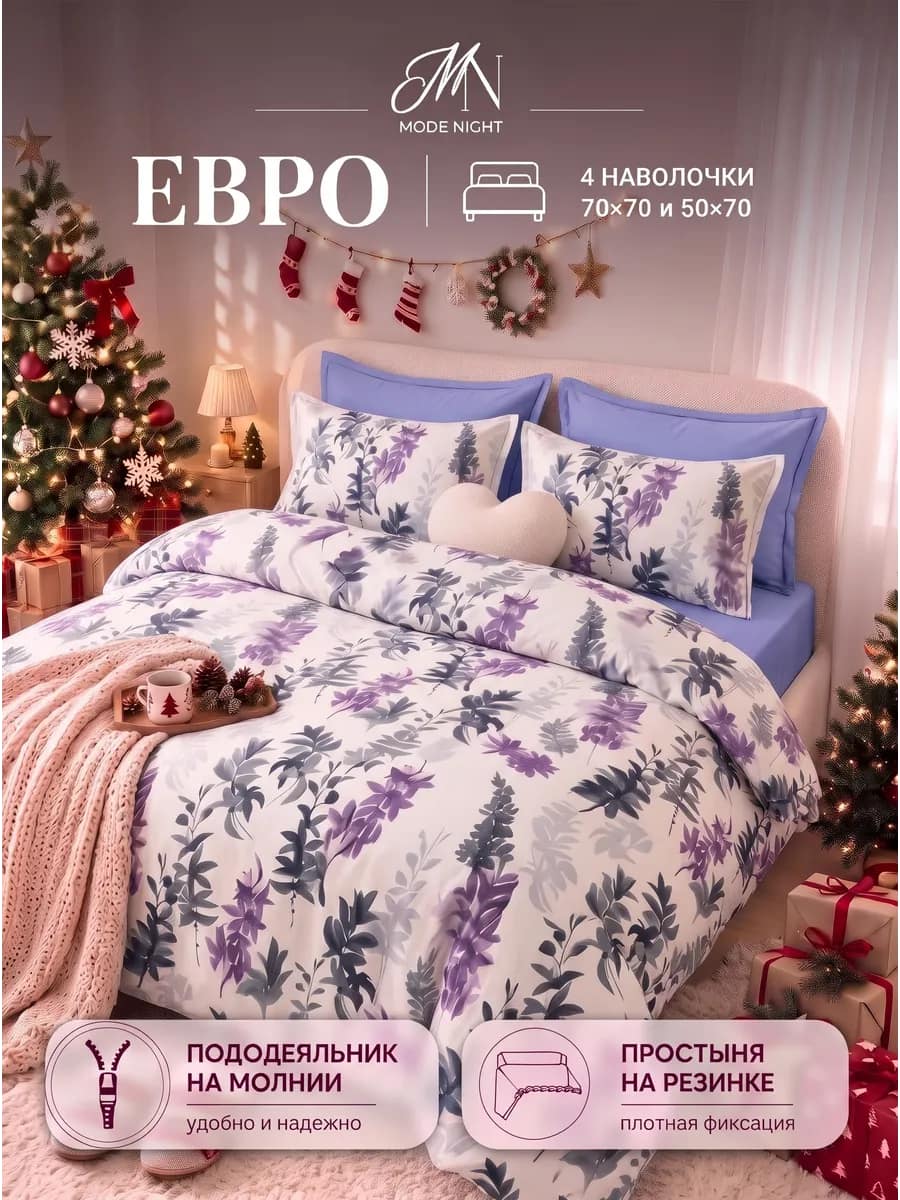 MN
MODE NIGHT
ЕВРО
4 НАВОЛОЧКИ
70×70 и 50×70
ПОДОДЕЯЛЬНИК
НА МОЛНИИ
удобно и надежно
ПРОСТЫНЯ
НА РЕЗИНКЕ
плотная фиксация